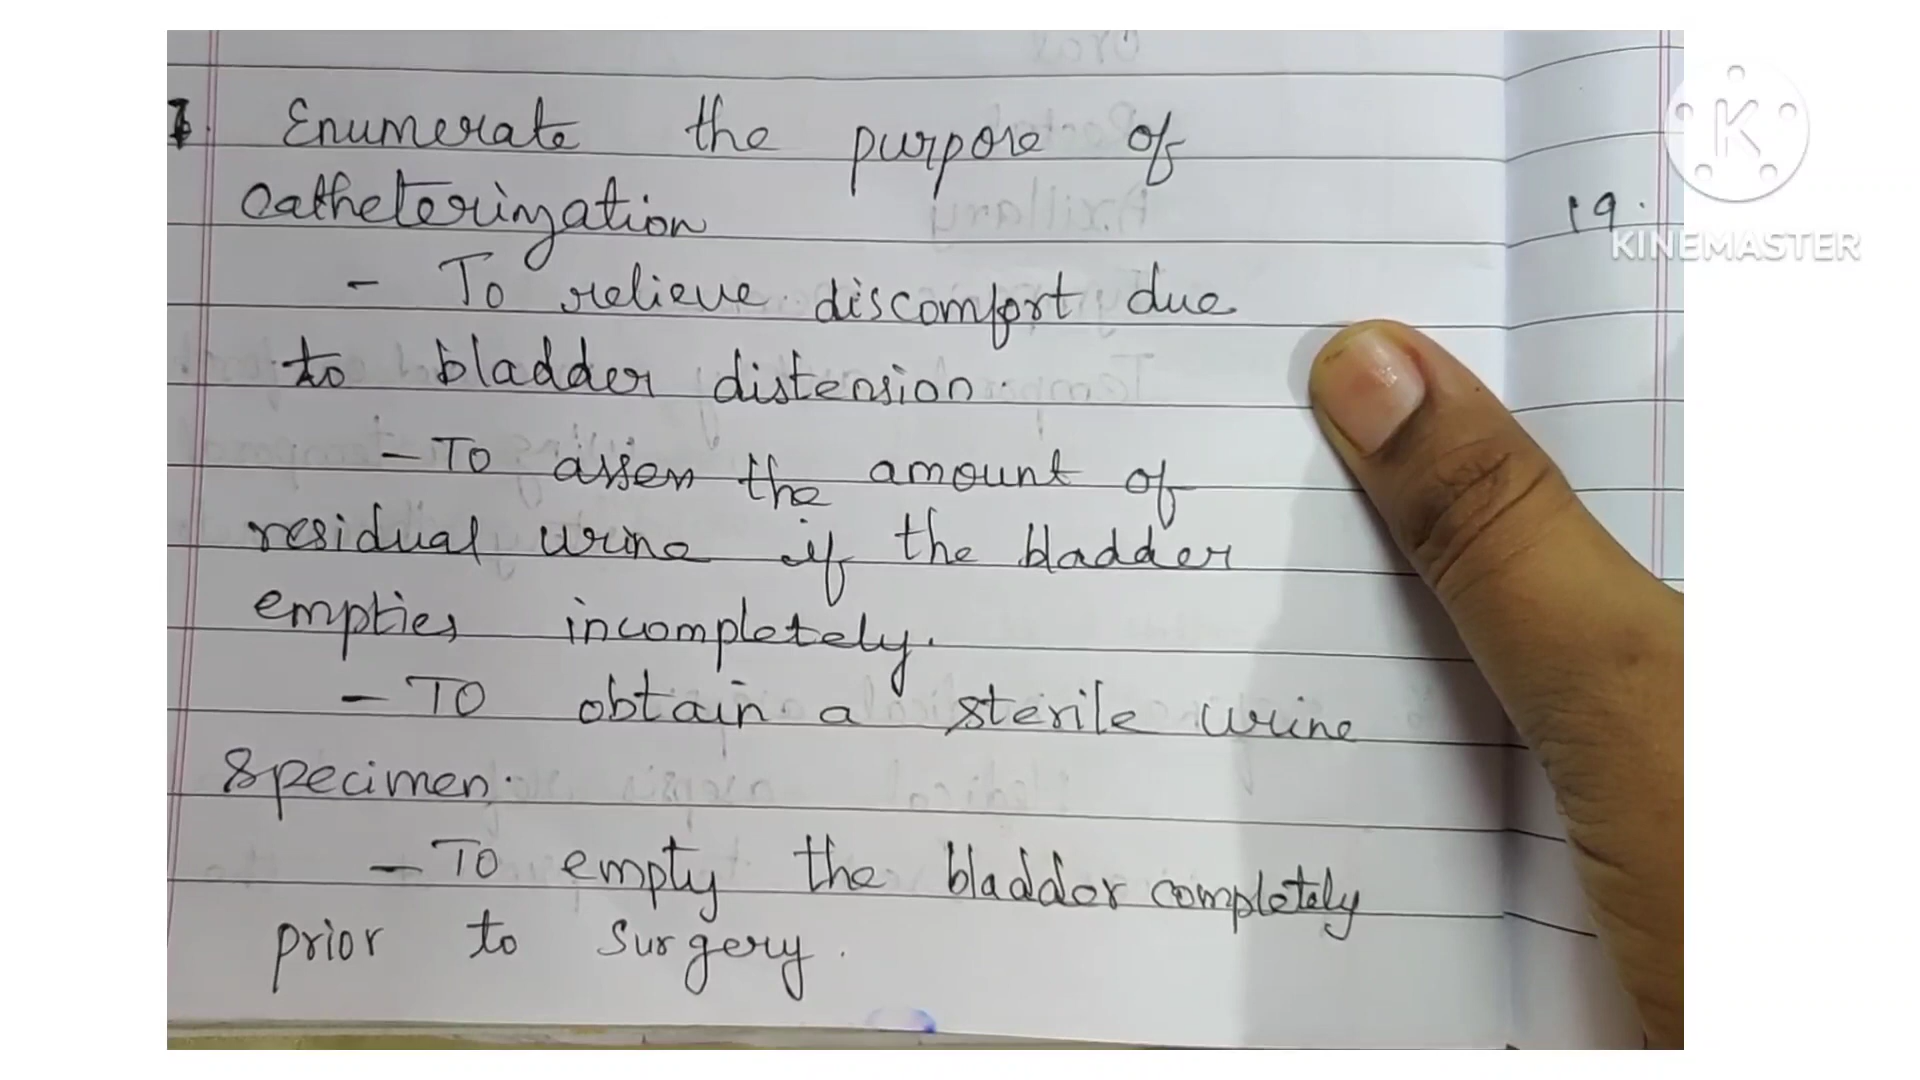 Enumerate the purpose of
Catheterization
- To relieve discomfort due
to bladder distension.
- To assess the amount of
residual urine if the bladder
empties incompletely.
- To obtain a sterile urine
specimen.
- To empty the bladder completely
prior to surgery.
19.
K
KINEMASTER